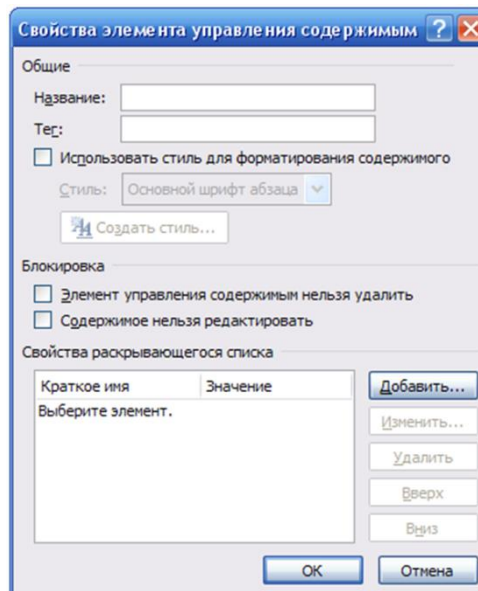 Свойства элемента управления содержимым
Общие
Название:
Тег:
Использовать стиль для форматирования содержимого
Стиль: Основной шрифт абзаца
Создать стиль...
Блокировка
Элемент управления содержимым нельзя удалить
Содержимое нельзя редактировать
Свойства раскрывающегося списка
Краткое имя Значение
Выберите элемент.
Добавить...
Изменить...
Удалить
Вверх
Вниз
ОК Отмена